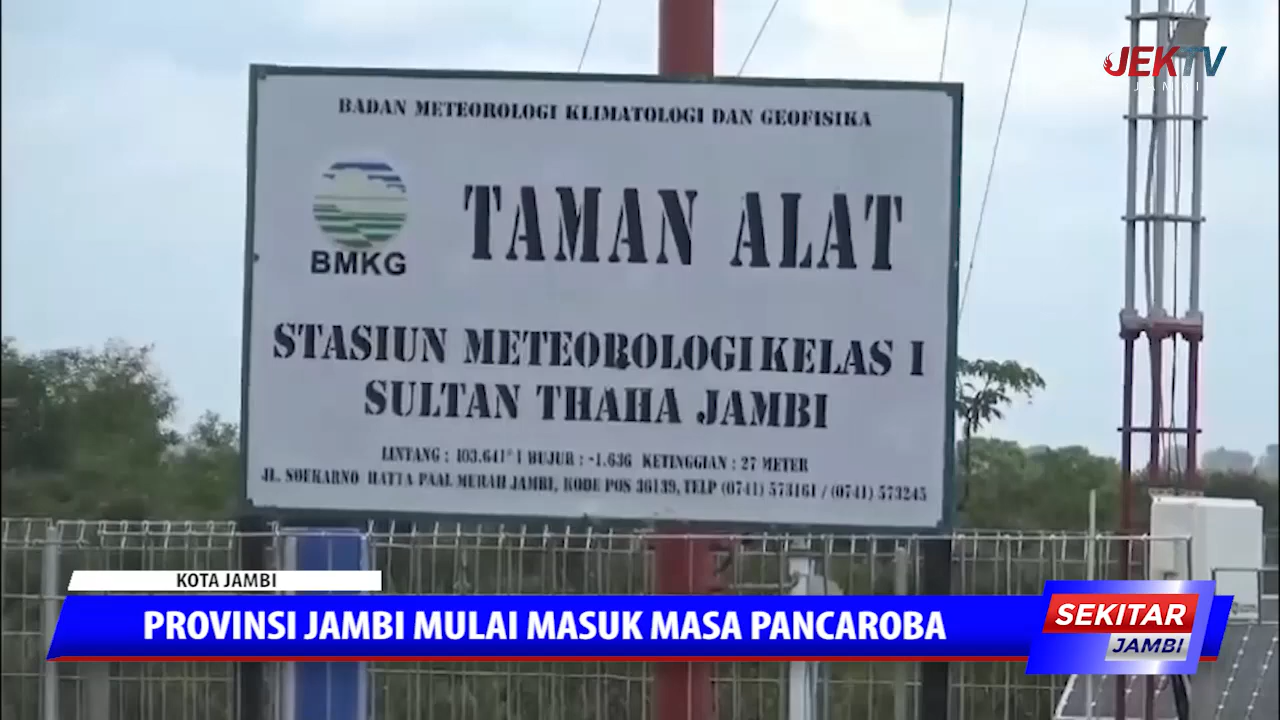 JEKTV
JAMBI
BADAN METEOROLOGI KLIMATOLOGI DAN GEOFISIKA
BMKG
TAMAN ALAT
STASIUN METEOROLOGI KELAS I
SULTAN THAHA JAMBI
LINTANG : 103.641° I BUJUR : -1.636 KETINGGIAN : 27 METER
JL. SOEKARNO HATTA PAAL MERAH JAMBI, KODE POS 36139, TELP (0741) 573161 / (0741) 573245
KOTA JAMBI
PROVINSI JAMBI MULAI MASUK MASA PANCAROBA
SEKITAR
JAMBI